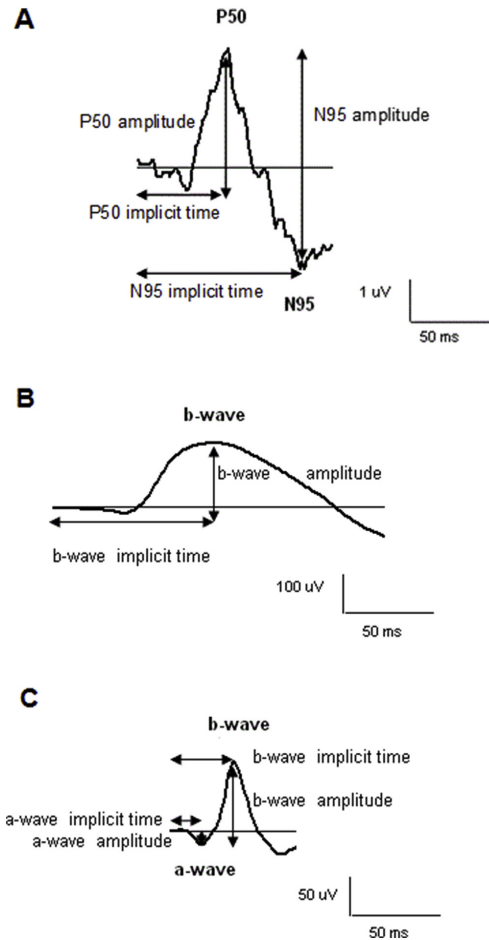 A
P50
P50 amplitude
N95 amplitude
P50 implicit time
N95 implicit time
N95
1 uV
50 ms
B
b-wave
b-wave amplitude
b-wave implicit time
100 uV
50 ms
C
b-wave
b-wave implicit time
b-wave amplitude
a-wave implicit time
a-wave amplitude
a-wave
50 uV
50 ms